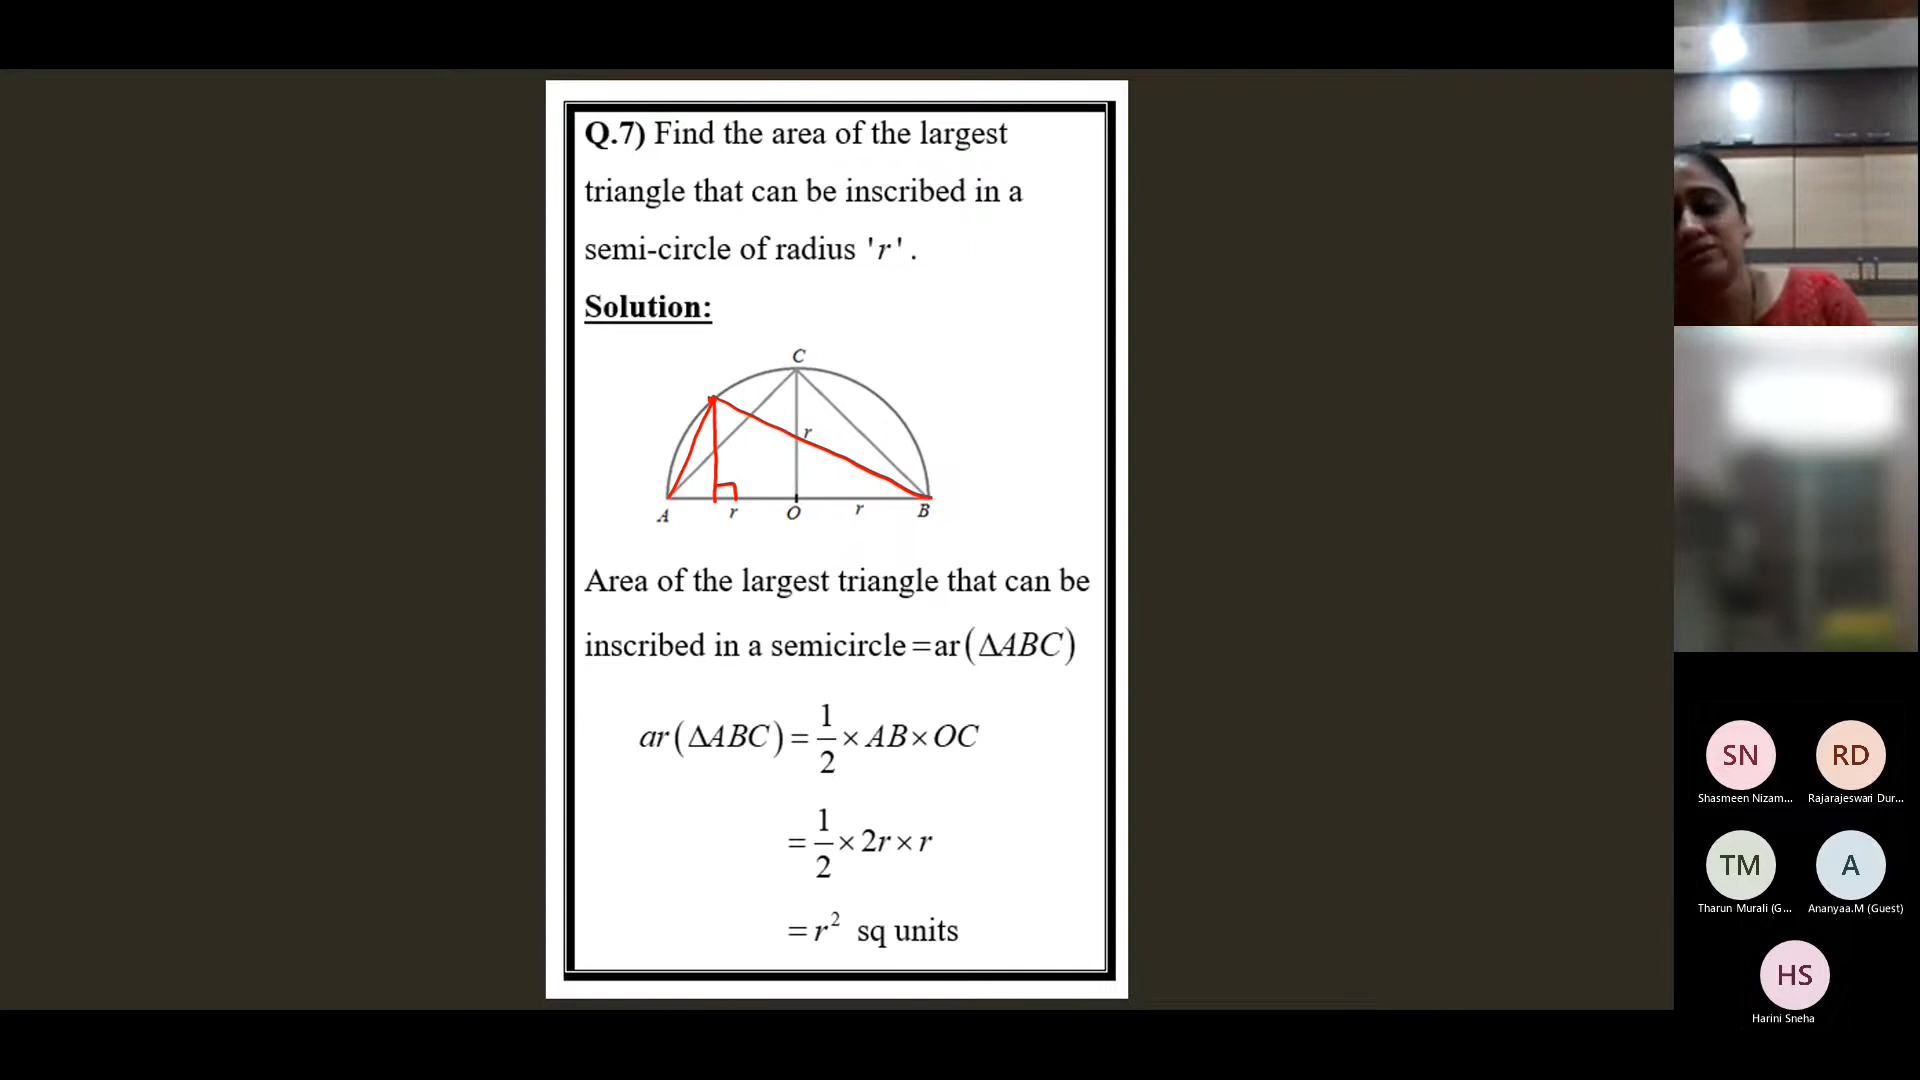 Q.7) Find the area of the largest
triangle that can be inscribed in a
semi-circle of radius 'r'.
Solution:
C
r
A r O r B
Area of the largest triangle that can be
inscribed in a semicircle=ar(ΔABC)
ar(ΔABC) = 1/2 × AB × OC
= 1/2 × 2r × r
= r² sq units
SN RD
Shasmeen Nizam... Rajarajeswari Dur...
TM A
Tharun Murali (G... Ananyaa.M (Guest)
HS
Harini Sneha